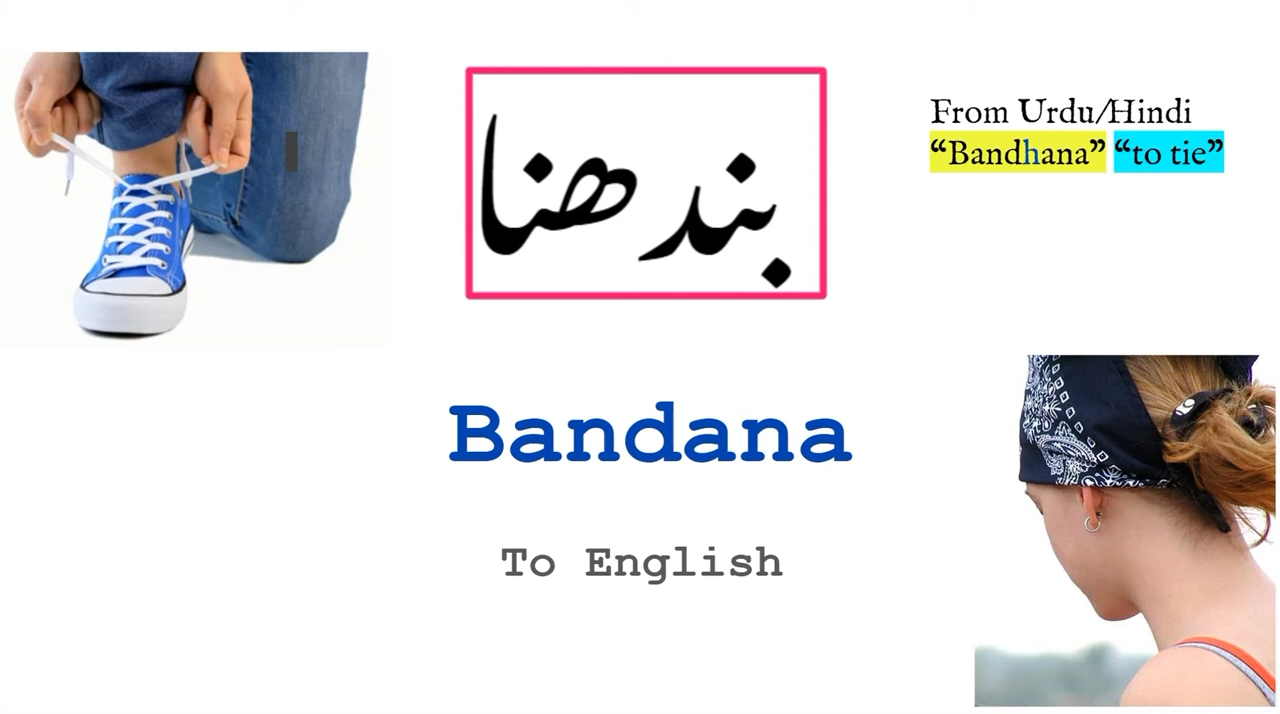 بندھنا
From Urdu/Hindi
“Bandhana” “to tie”
Bandana
To English